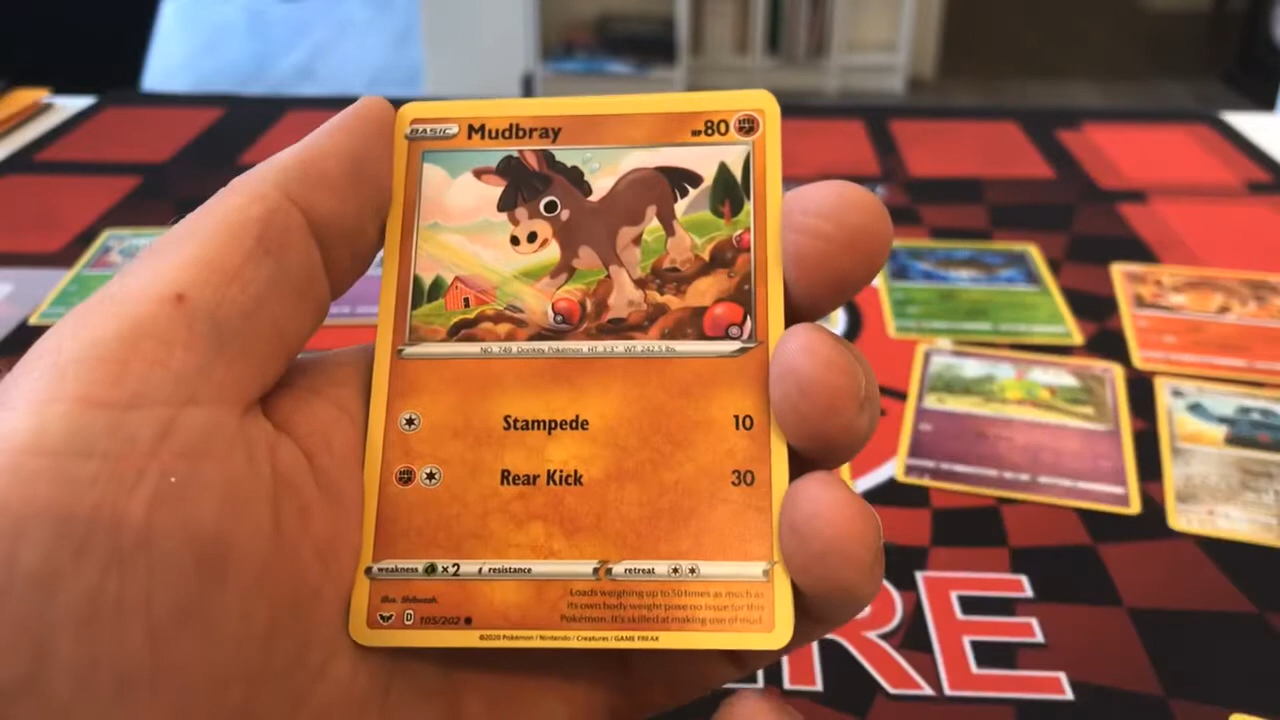 BASIC Mudbray HP 80
NO. 749 Donkey Pokémon HT: 3'3" WT: 242.5 lbs.
Stampede 10
Rear Kick 30
weakness ×2 resistance retreat
Illus. Shibuzoh.
Loads weighing up to 50 times as much as
its own body weight pose no issue for this
Pokémon. It's skilled at making use of mud.
D 105/202
©2020 Pokémon / Nintendo / Creatures / GAME FREAK
RE